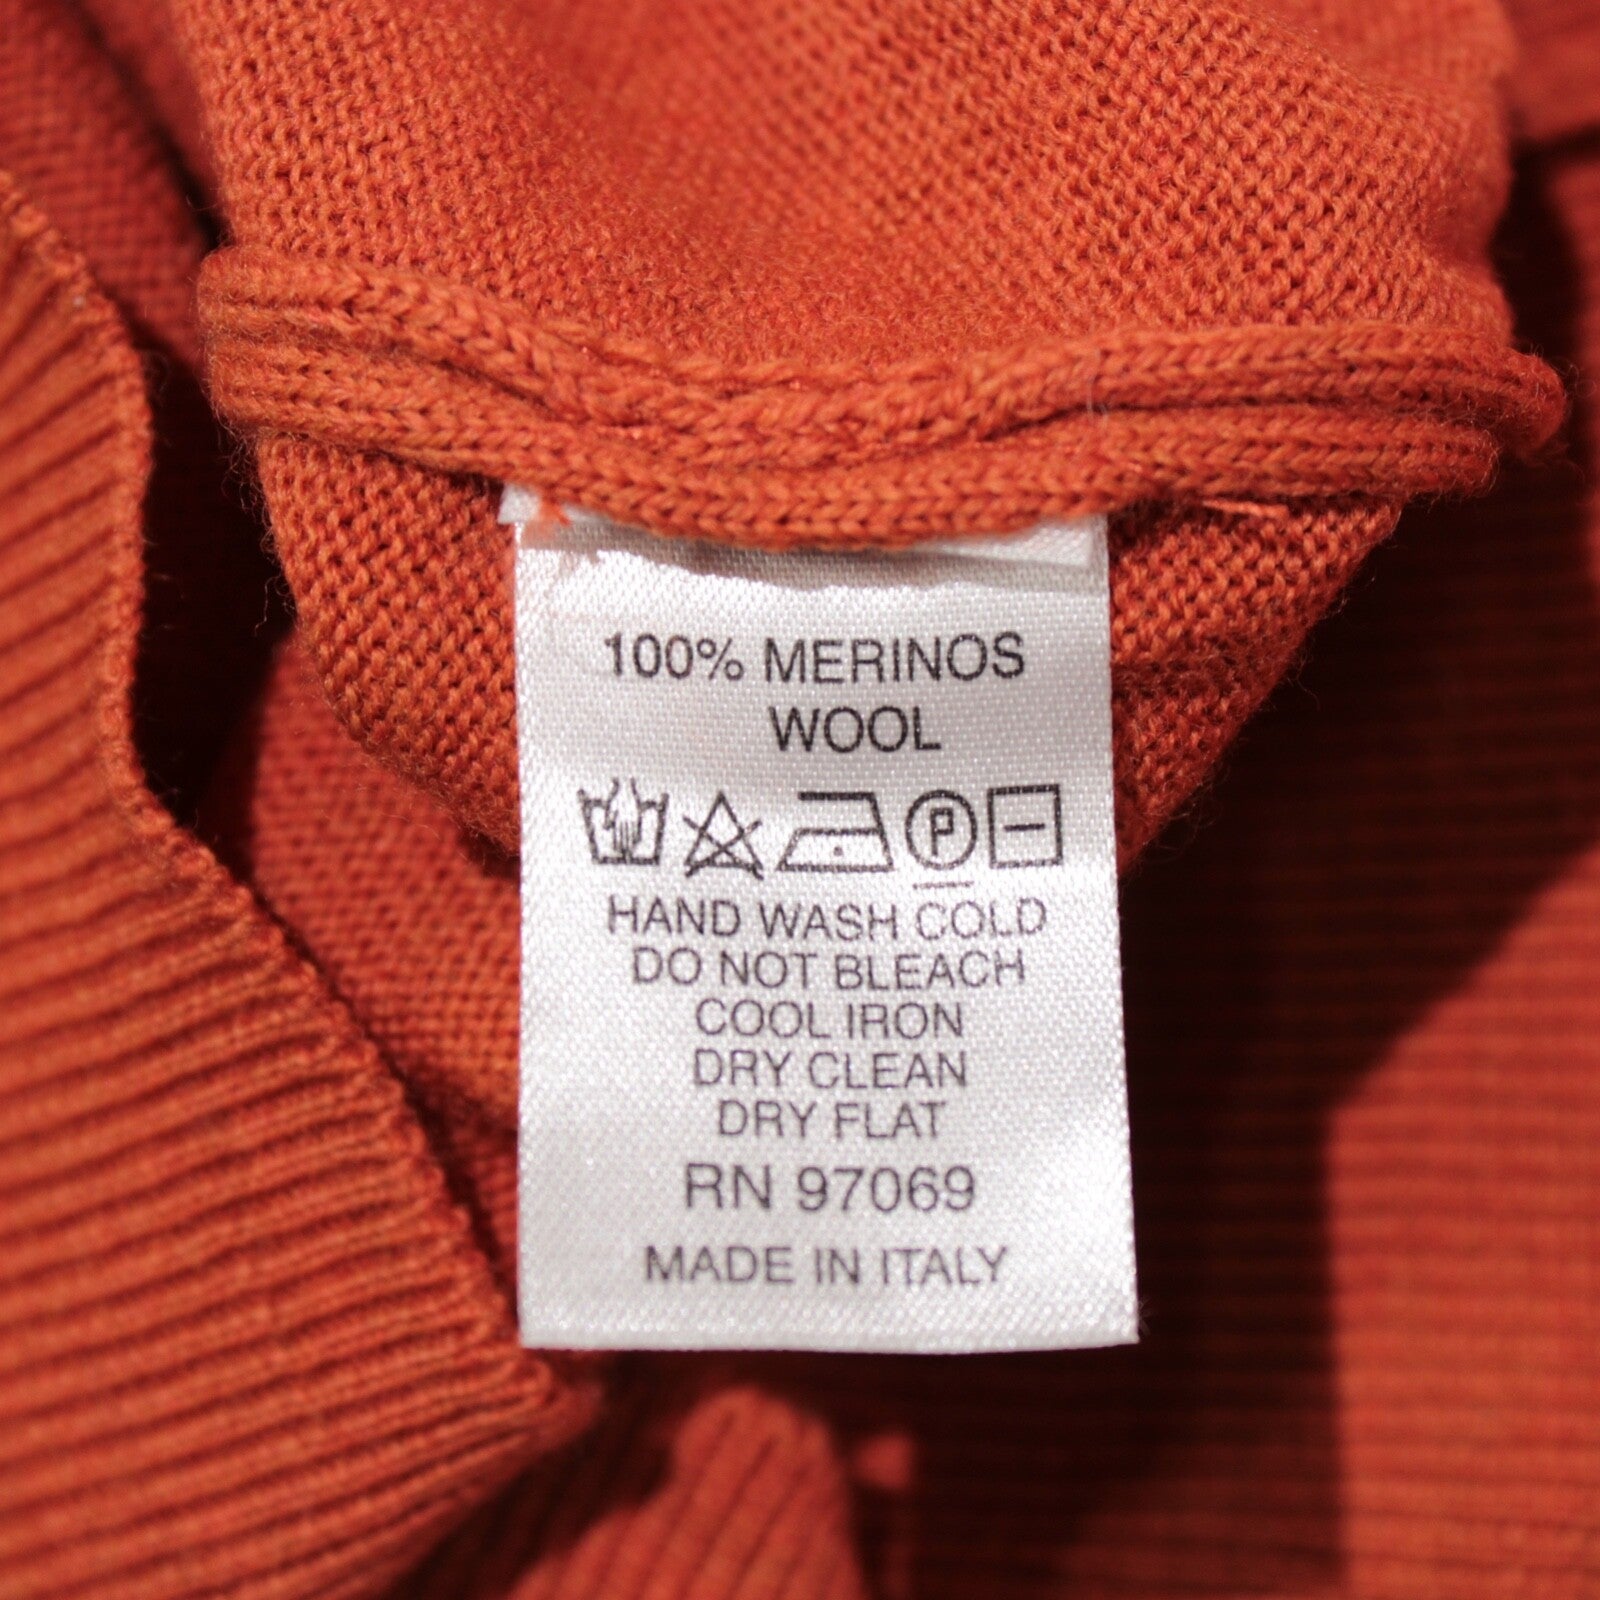 100% MERINOS
WOOL
P
HAND WASH COLD
DO NOT BLEACH
COOL IRON
DRY CLEAN
DRY FLAT
RN 97069
MADE IN ITALY